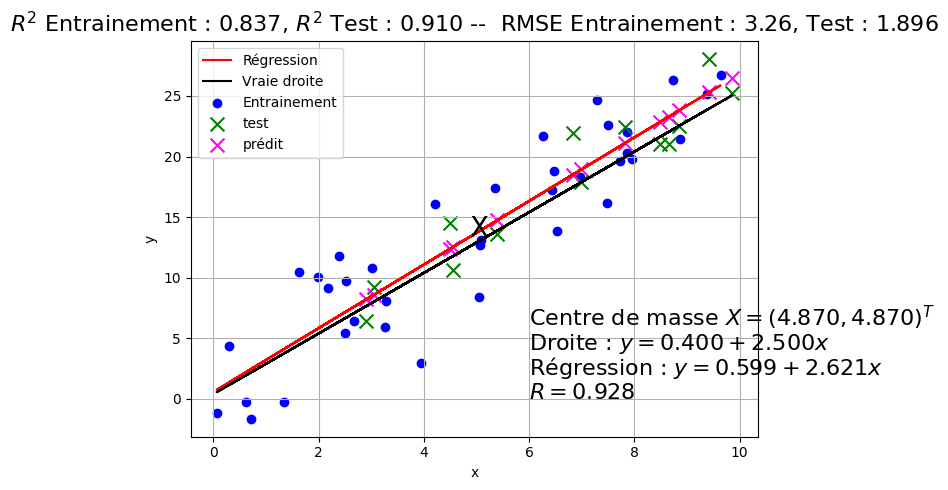 R² Entrainement : 0.837, R² Test : 0.910 -- RMSE Entrainement : 3.26, Test : 1.896
Régression
Vraie droite
Entrainement
test
prédit
25
20
15
10
5
0
y
X
Centre de masse X = (4.870, 4.870)ᵀ
Droite : y = 0.400 + 2.500x
Régression : y = 0.599 + 2.621x
R = 0.928
0 2 4 6 8 10
x